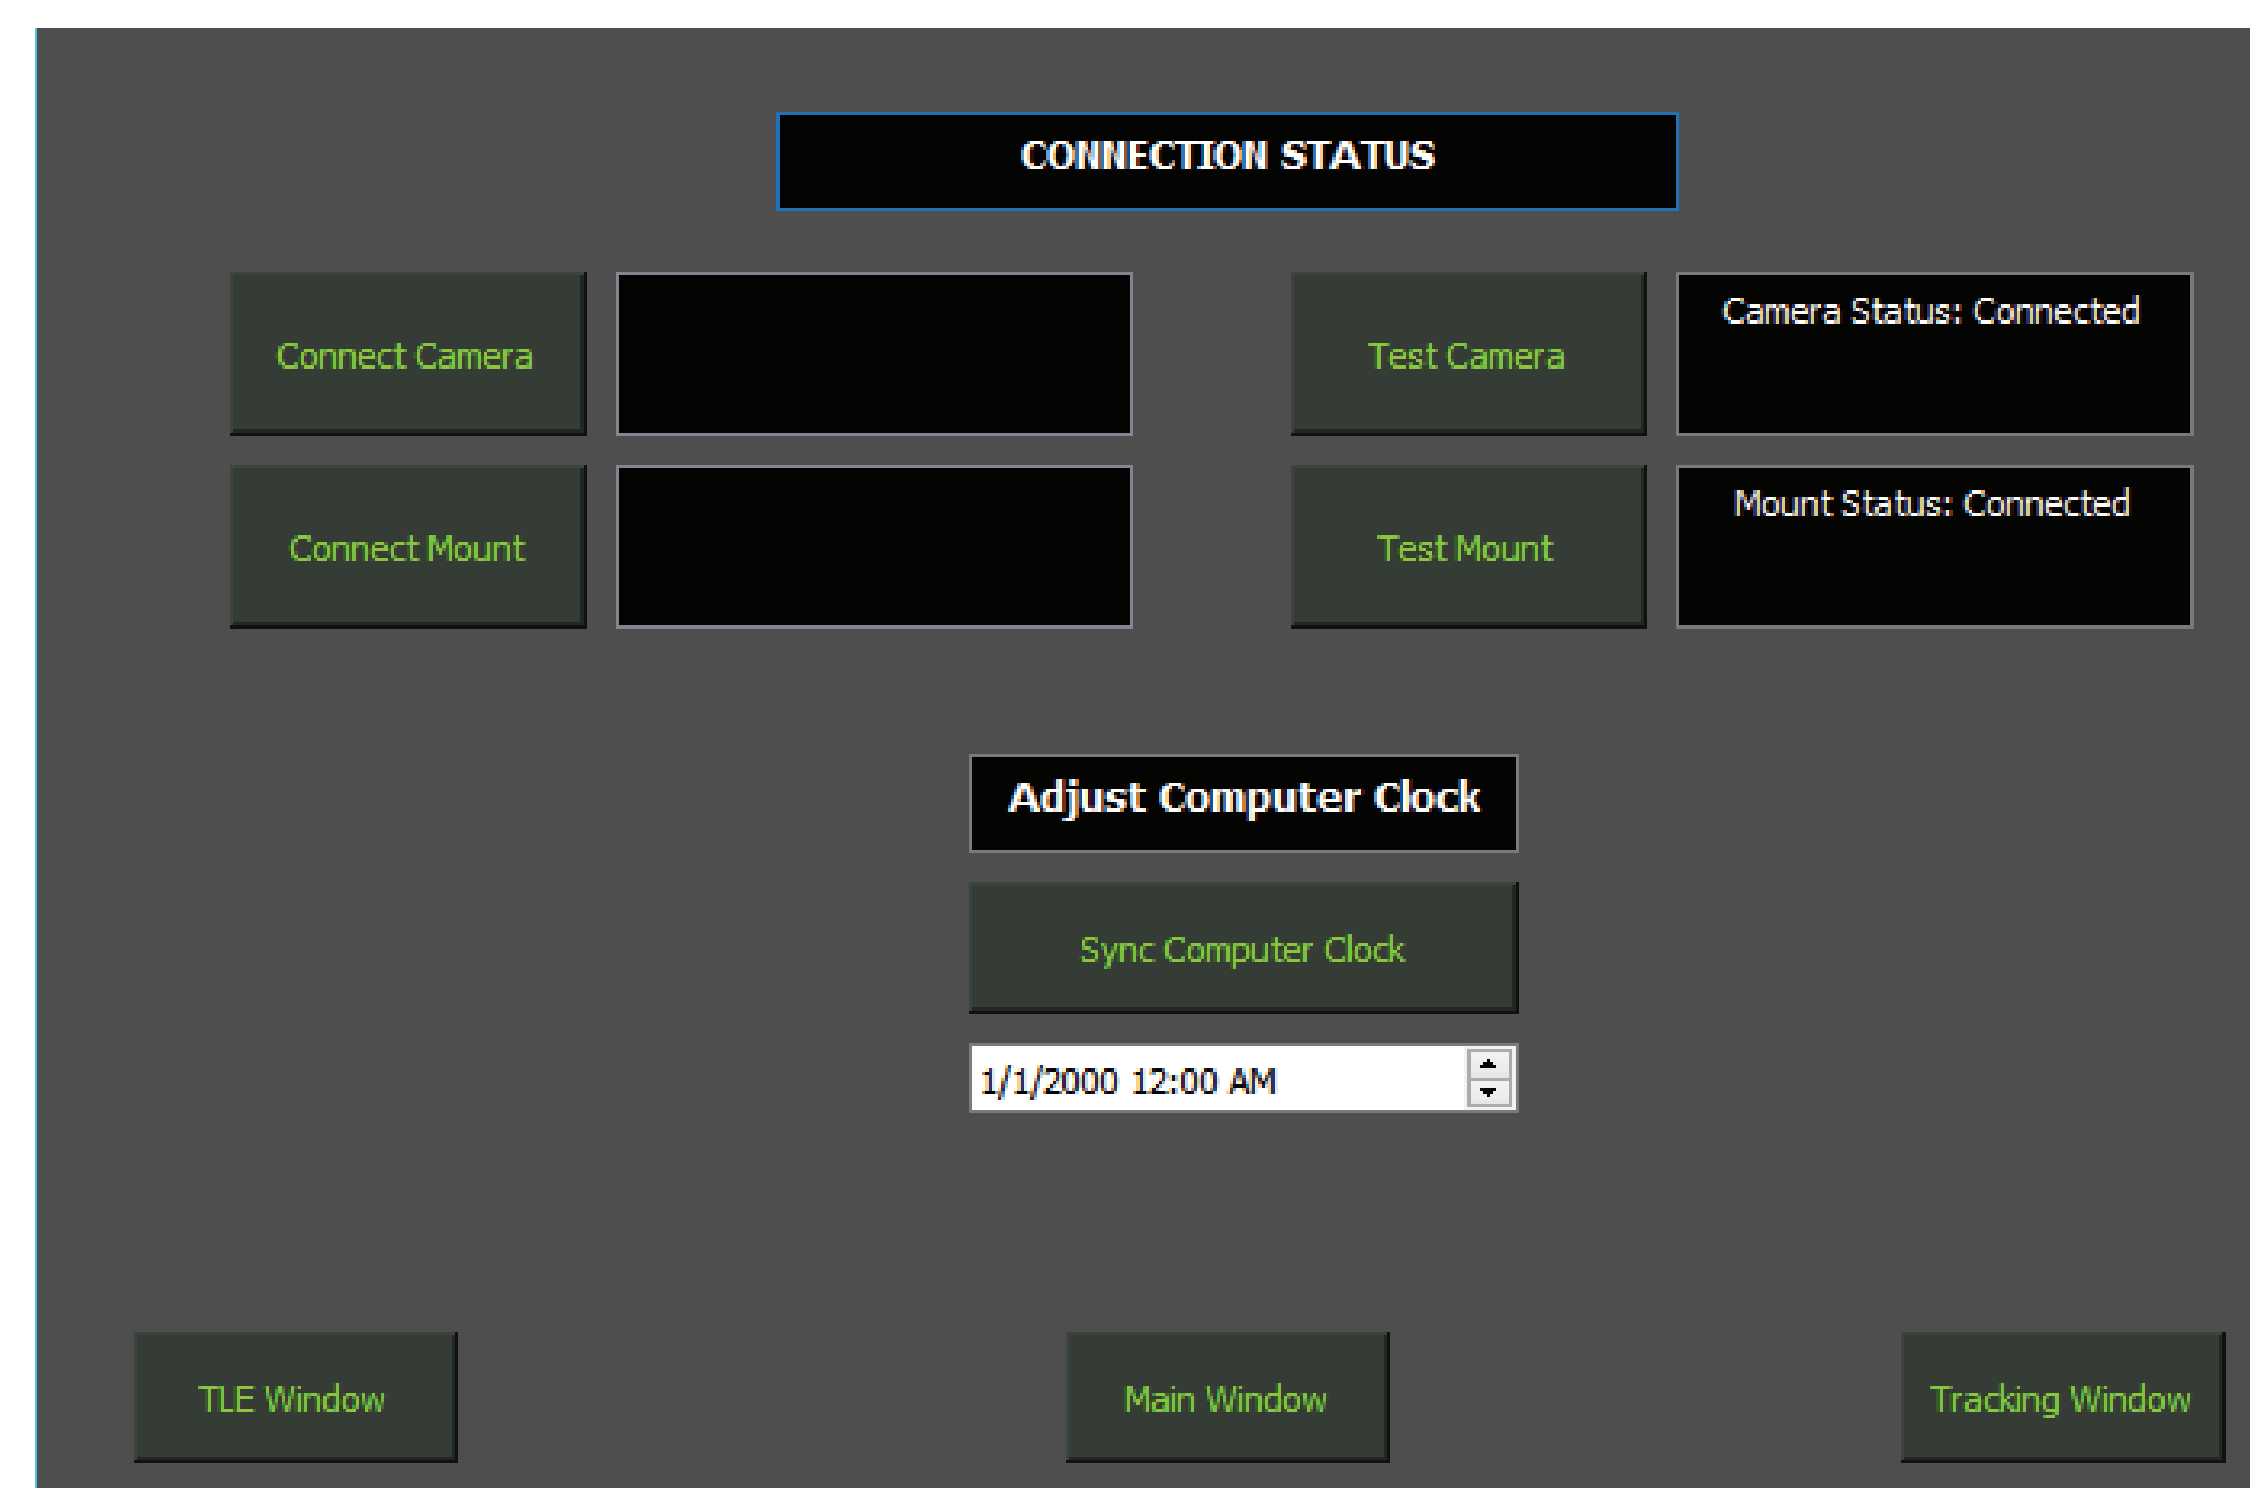 CONNECTION STATUS
Connect Camera
Test Camera
Camera Status: Connected
Connect Mount
Test Mount
Mount Status: Connected
Adjust Computer Clock
Sync Computer Clock
1/1/2000 12:00 AM
TLE Window
Main Window
Tracking Window